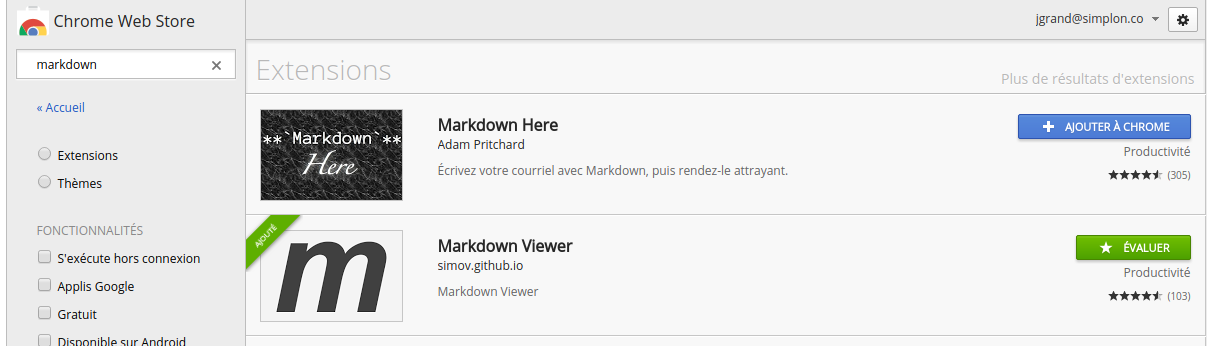 Chrome Web Store
jgrand@simplon.co
markdown
« Accueil
Extensions
Thèmes
FONCTIONNALITÉS
S'exécute hors connexion
Applis Google
Gratuit
Disponible sur Android
Extensions
Plus de résultats d'extensions
**`Markdown`**
Here
Markdown Here
Adam Pritchard
Écrivez votre courriel avec Markdown, puis rendez-le attrayant.
AJOUTER À CHROME
Productivité
(305)
AJOUTÉ
m
Markdown Viewer
simov.github.io
Markdown Viewer
ÉVALUER
Productivité
(103)